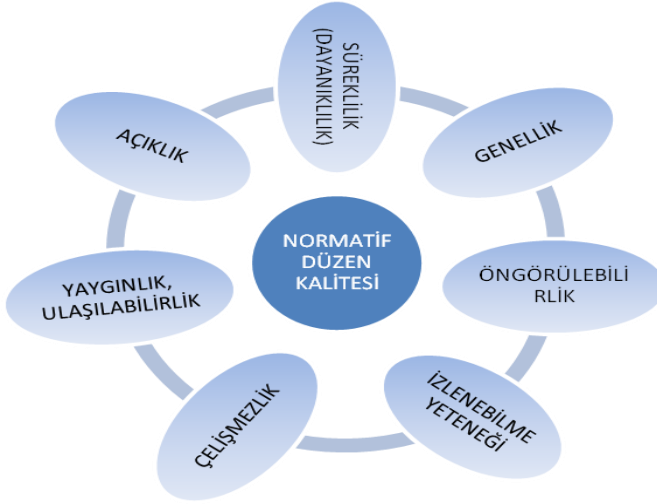 SÜREKLİLİK
(DAYANIKLILIK)
GENELLİK
ÖNGÖRÜLEBİLİ
RLİK
İZLENEBİLME
YETENEĞİ
ÇELİŞMEZLİK
YAYGINLIK,
ULAŞILABİLİRLİK
AÇIKLIK
NORMATİF
DÜZEN
KALİTESİ